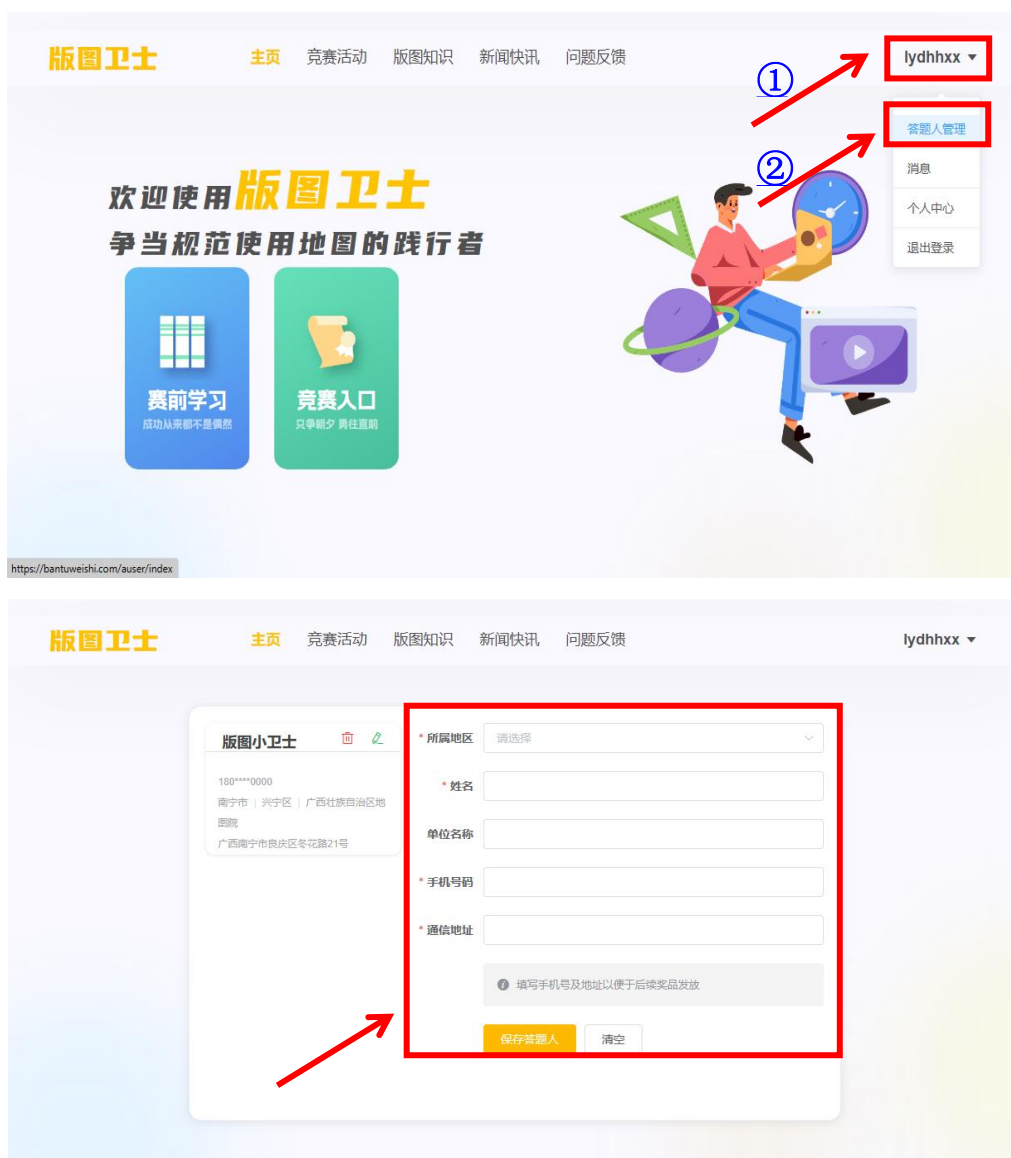 版图卫士
主页 竞赛活动 版图知识 新闻快讯 问题反馈
lydhhxx
①
答题人管理
②
消息
个人中心
退出登录
欢迎使用版图卫士
争当规范使用地图的践行者
赛前学习
成功从来都不是偶然
竞赛入口
只争朝夕 勇往直前
https://bantuweishi.com/auser/index
版图卫士
主页 竞赛活动 版图知识 新闻快讯 问题反馈
lydhhxx
版图小卫士
180****0000
南宁市 | 兴宁区 | 广西壮族自治区地
图院
广西南宁市良庆区冬花路21号
* 所属地区 请选择
* 姓名
单位名称
* 手机号码
* 通信地址
填写手机号及地址以便于后续奖品发放
保存答题人 清空